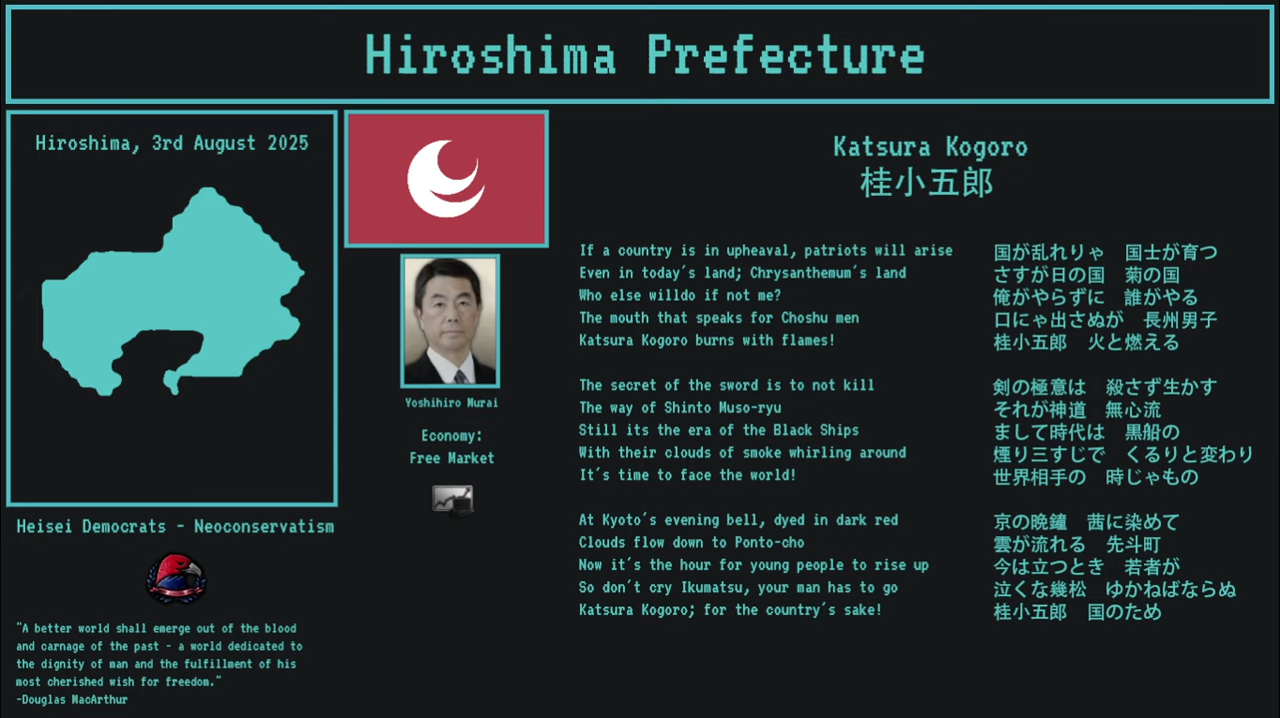 Hiroshima Prefecture
Hiroshima, 3rd August 2025
Heisei Democrats - Neoconservatism
"A better world shall emerge out of the blood
and carnage of the past - a world dedicated to
the dignity of man and the fulfillment of his
most cherished wish for freedom."
-Douglas MacArthur
Yoshihiro Murai
Economy:
Free Market
Katsura Kogoro
桂小五郎
If a country is in upheaval, patriots will arise
Even in today's land; Chrysanthemum's land
Who else willdo if not me?
The mouth that speaks for Choshu men
Katsura Kogoro burns with flames!
The secret of the sword is to not kill
The way of Shinto Muso-ryu
Still its the era of the Black Ships
With their clouds of smoke whirling around
It's time to face the world!
At Kyoto's evening bell, dyed in dark red
Clouds flow down to Ponto-cho
Now it's the hour for young people to rise up
So don't cry Ikumatsu, your man has to go
Katsura Kogoro; for the country's sake!
国が乱れりゃ　国士が育つ
さすが日の国　菊の国
俺がやらずに　誰がやる
口にゃ出さぬが　長州男子
桂小五郎　火と燃える
剣の極意は　殺さず生かす
それが神道　無心流
まして時代は　黒船の
煙り三すじで　くるりと変わり
世界相手の　時じゃもの
京の晩鐘　茜に染めて
雲が流れる　先斗町
今は立つとき　若者が
泣くな幾松　ゆかねばならぬ
桂小五郎　国のため